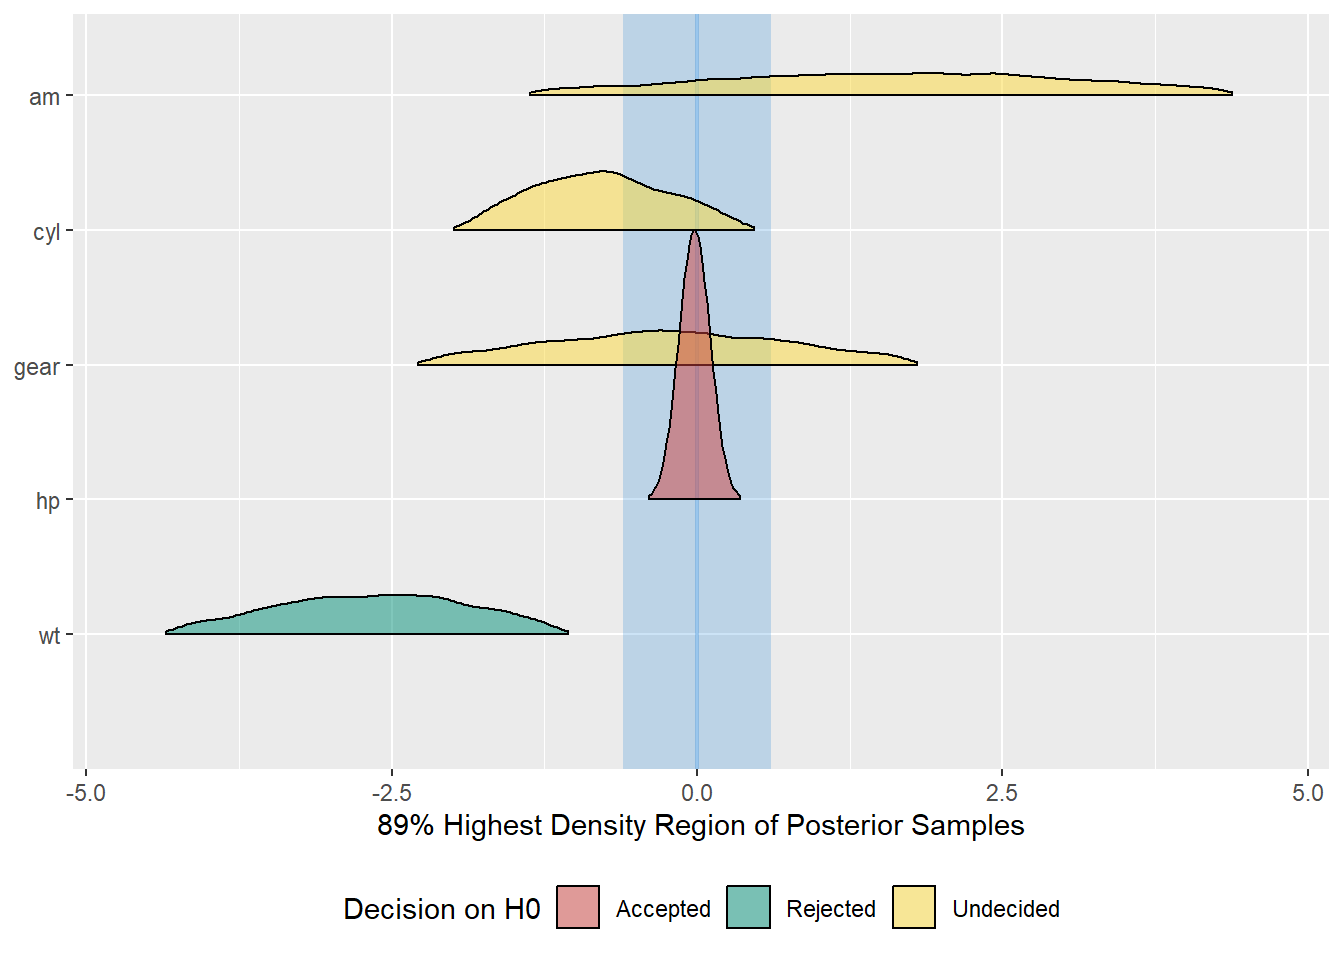 am
cyl
gear
hp
wt
-5.0 -2.5 0.0 2.5 5.0
89% Highest Density Region of Posterior Samples
Decision on H0 Accepted Rejected Undecided